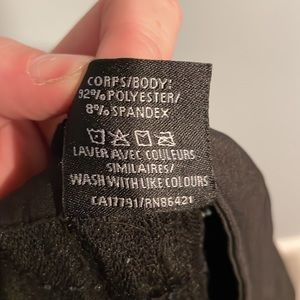 CORPS/BODY:
92% POLYESTER/
8% SPANDEX
LAVER AVEC COULEURS
SIMILAIRES/
WASH WITH LIKE COLOURS
CA17791/RN86421